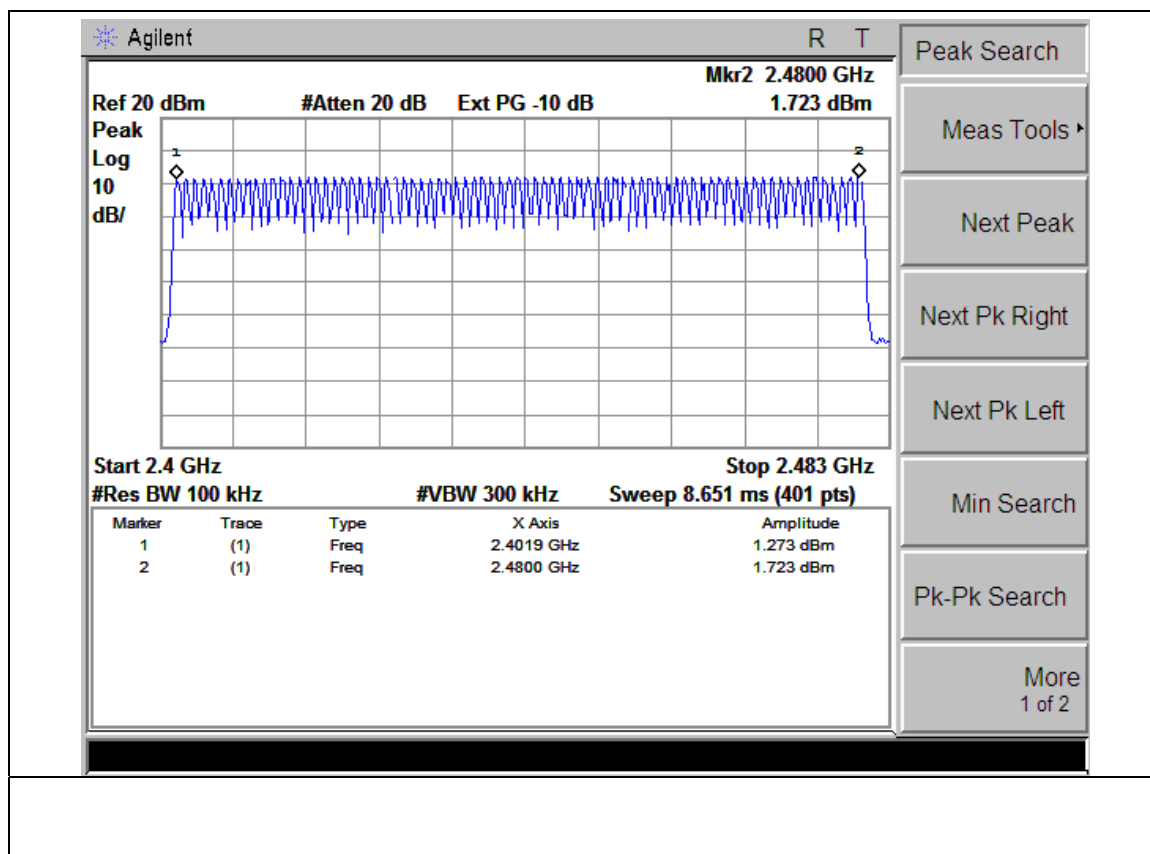 Agilent R T
Mkr2 2.4800 GHz
Ref 20 dBm #Atten 20 dB Ext PG -10 dB 1.723 dBm
Peak
Log
10
dB/
1
2
Start 2.4 GHz Stop 2.483 GHz
#Res BW 100 kHz #VBW 300 kHz Sweep 8.651 ms (401 pts)
Marker Trace Type X Axis Amplitude
1 (1) Freq 2.4019 GHz 1.273 dBm
2 (1) Freq 2.4800 GHz 1.723 dBm
Peak Search
Meas Tools
Next Peak
Next Pk Right
Next Pk Left
Min Search
Pk-Pk Search
More
1 of 2